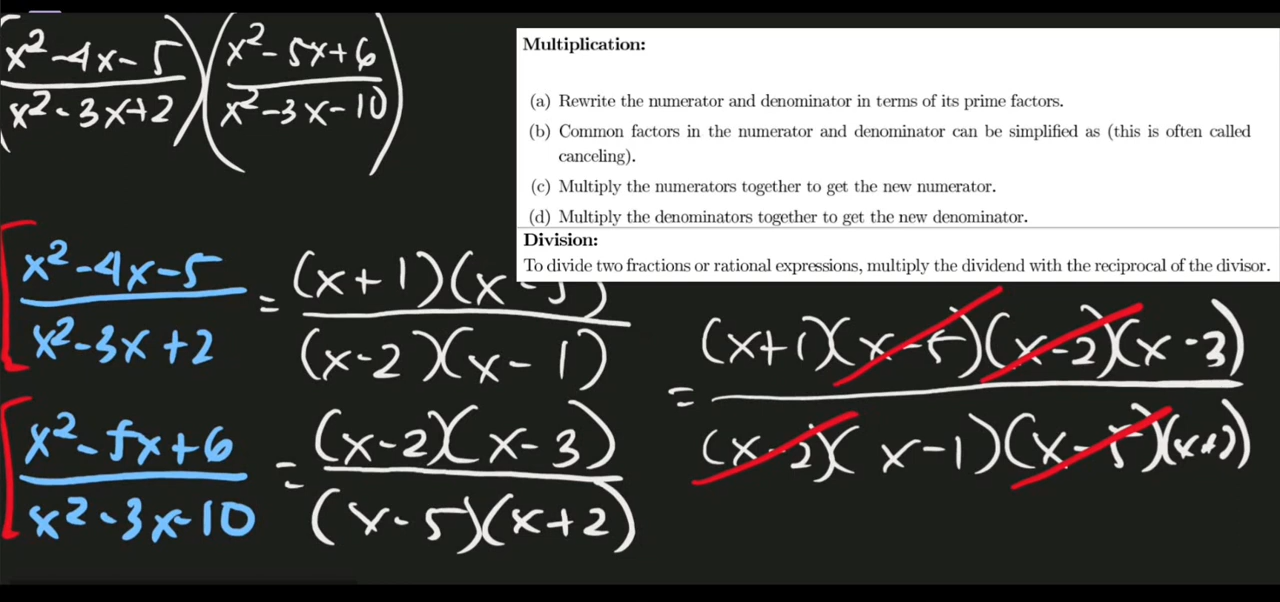 (x²-4x-5 / x²-3x+2)(x²-5x+6 / x²-3x-10)
Multiplication:
(a) Rewrite the numerator and denominator in terms of its prime factors.
(b) Common factors in the numerator and denominator can be simplified as (this is often called
canceling).
(c) Multiply the numerators together to get the new numerator.
(d) Multiply the denominators together to get the new denominator.
Division:
To divide two fractions or rational expressions, multiply the dividend with the reciprocal of the divisor.
x²-4x-5 / x²-3x+2 = (x+1)(x-5) / (x-2)(x-1)
x²-5x+6 / x²-3x-10 = (x-2)(x-3) / (x-5)(x+2)
= (x+1)(x-5)(x-2)(x-3) / (x-2)(x-1)(x-5)(x+2)